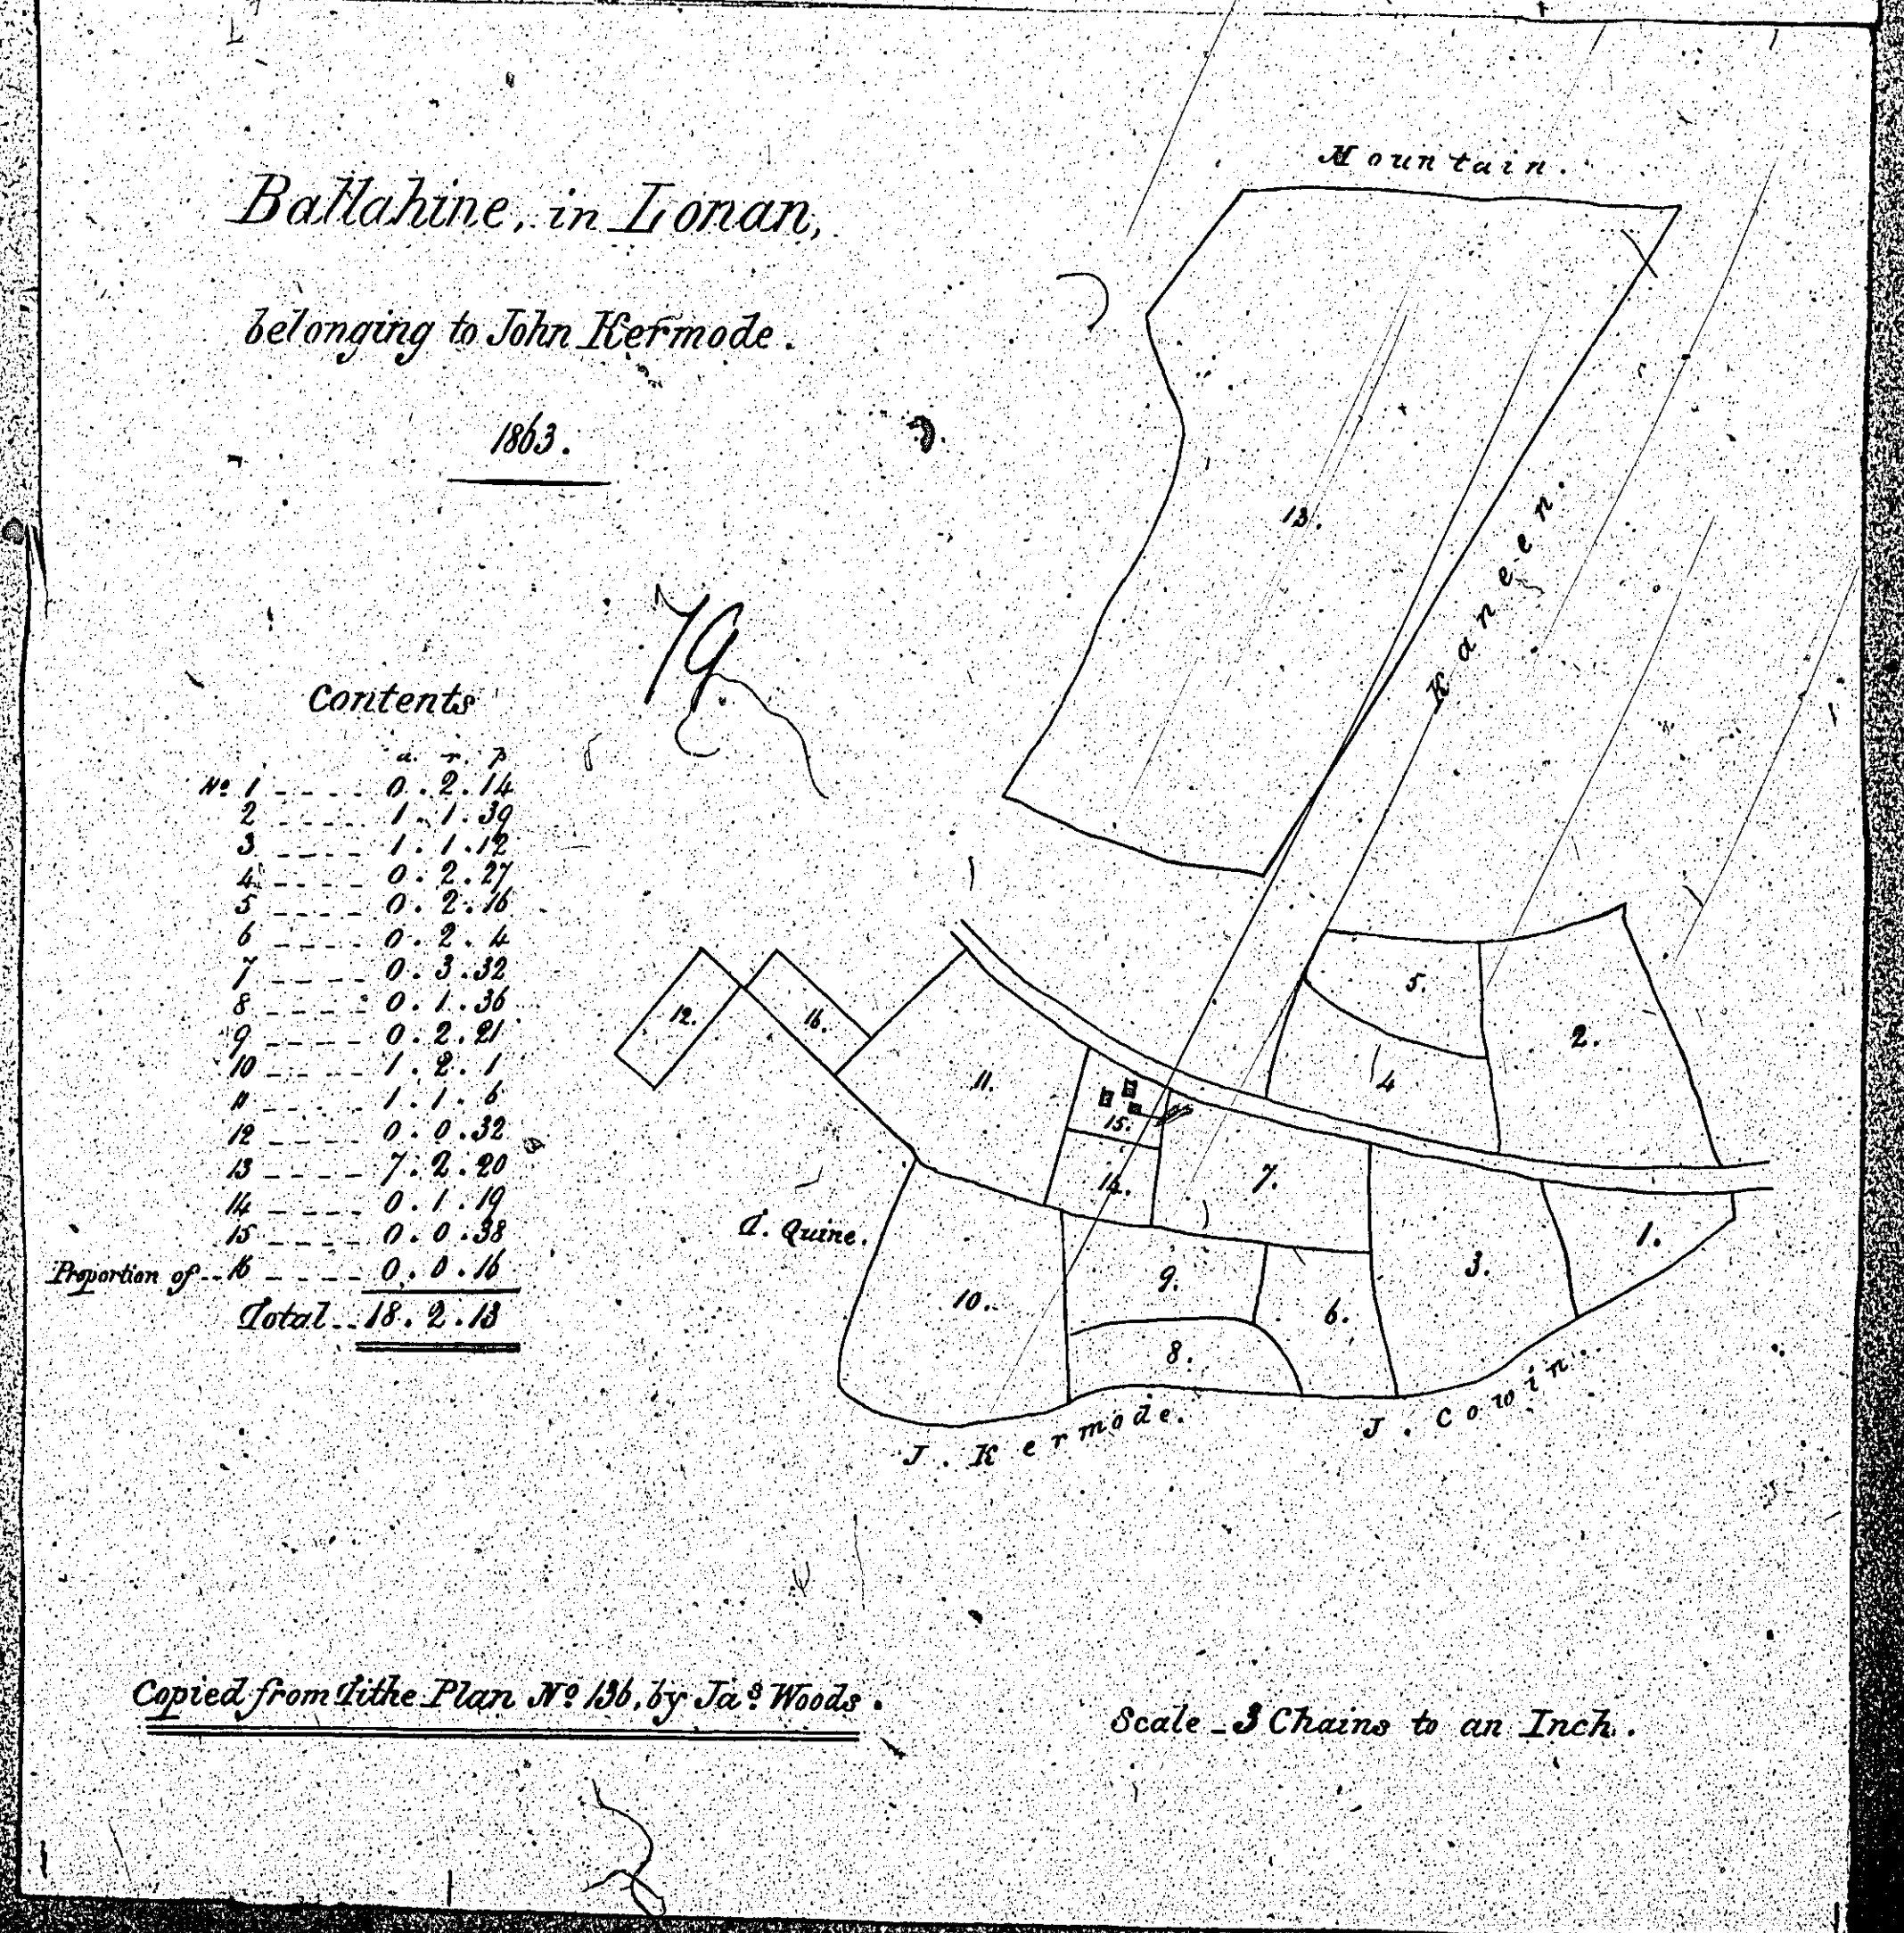 Ballahine, in Lonan,
belonging to John Kermode.
1863.
79.
Contents
a. r. p
Nº 1 ---- 0. 2. 14
2 ---- 1. 1. 39
3 ---- 1. 1. 12
4 ---- 0. 2. 27
5 ---- 0. 2. 16
6 ---- 0. 2. 4
7 ---- 0. 3. 32
8 ---- 0. 1. 36
9 ---- 0. 2. 21
10 ---- 1. 2. 1
11 ---- 1. 1. 6
12 ---- 0. 0. 32
13 ---- 7. 2. 20
14 ---- 0. 1. 19
15 ---- 0. 0. 38
Proportion of -- 16 ---- 0. 0. 16
Total -- 18. 2. 13
Mountain.
13.
Kaneen.
5.
2.
4
12.
16.
11.
15.
14.
7.
1.
3.
T. Quine.
10.
9.
6.
8.
J. Kermode.
J. Cowin.
Copied from Tithe Plan Nº 136, by Jaˢ Woods.
Scale - 3 Chains to an Inch.